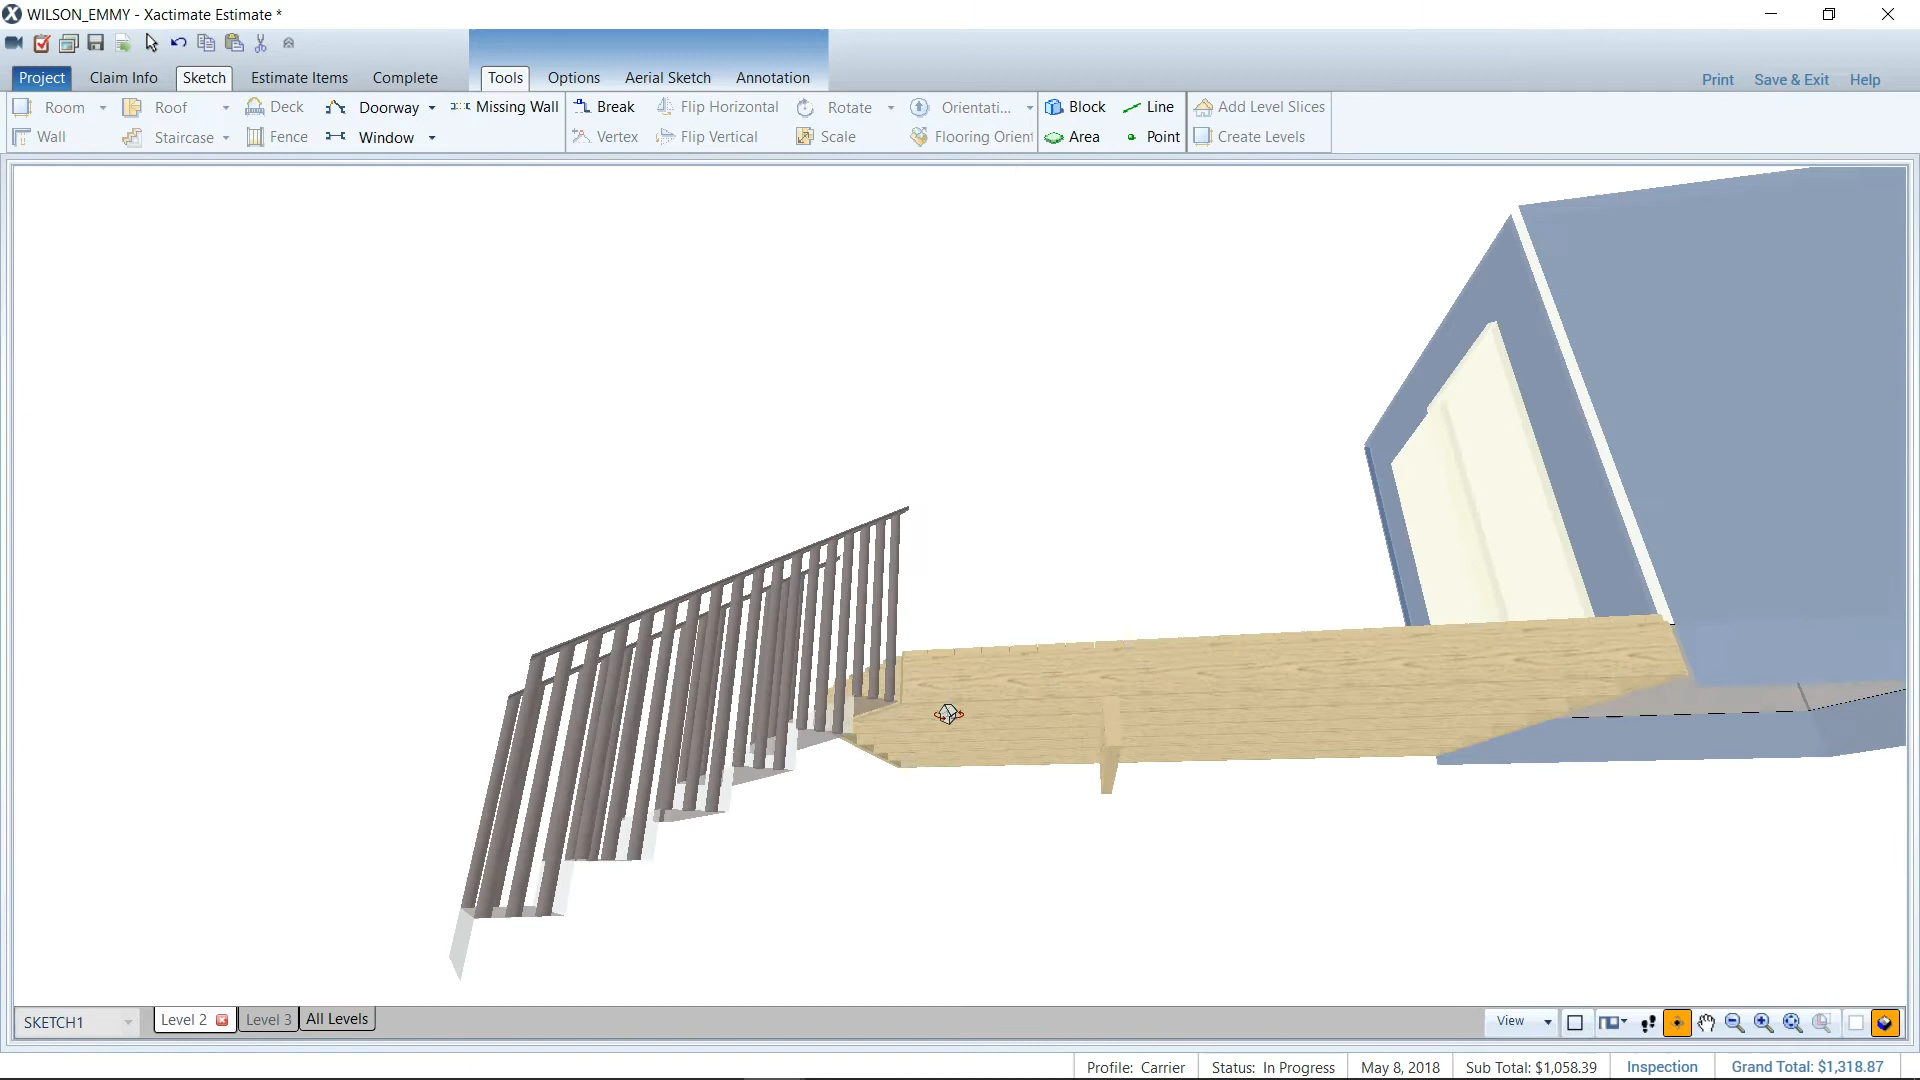 WILSON_EMMY - Xactimate Estimate *
Project Claim Info Sketch Estimate Items Complete Tools Options Aerial Sketch Annotation Print Save & Exit Help
Room Roof Deck Doorway Missing Wall Break Flip Horizontal Rotate Orientati... Block Line Add Level Slices
Wall Staircase Fence Window Vertex Flip Vertical Scale Flooring Orient Area Point Create Levels
SKETCH1 Level 2 Level 3 All Levels View
Profile: Carrier Status: In Progress May 8, 2018 Sub Total: $1,058.39 Inspection Grand Total: $1,318.87